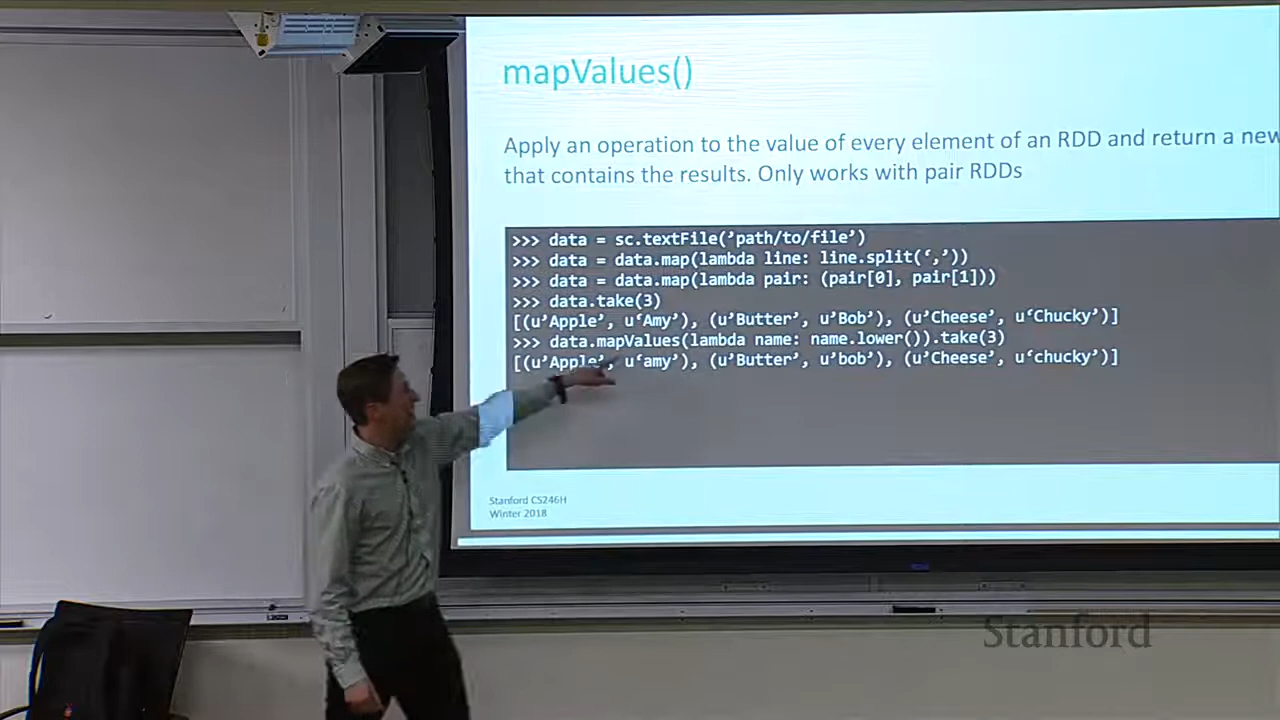 mapValues()
Apply an operation to the value of every element of an RDD and return a new
that contains the results. Only works with pair RDDs
>>> data = sc.textFile(’path/to/file’)
>>> data = data.map(lambda line: line.split(‘,’))
>>> data = data.map(lambda pair: (pair[0], pair[1]))
>>> data.take(3)
[(u’Apple’, u‘Amy’), (u’Butter’, u’Bob’), (u’Cheese’, u‘Chucky’)]
>>> data.mapValues(lambda name: name.lower()).take(3)
[(u’Apple’, u‘amy’), (u’Butter’, u’bob’), (u’Cheese’, u‘chucky’)]
Stanford CS246H
Winter 2018
Stanford